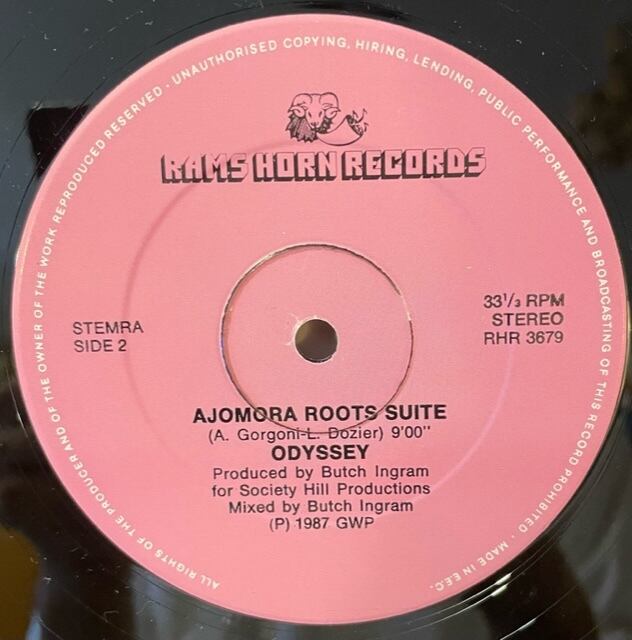 ALL RIGHTS OF THE PRODUCER AND OF THE OWNER OF THE WORK REPRODUCED RESERVED · UNAUTHORISED COPYING, HIRING, LENDING, PUBLIC PERFORMANCE AND BROADCASTING OF THIS RECORD PROHIBITED · MADE IN E.E.C.
RAMS HORN RECORDS
STEMRA
SIDE 2
33⅓ RPM
STEREO
RHR 3679
AJOMORA ROOTS SUITE
(A. Gorgoni-L. Dozier) 9'00"
ODYSSEY
Produced by Butch Ingram
for Society Hill Productions
Mixed by Butch Ingram
(P) 1987 GWP